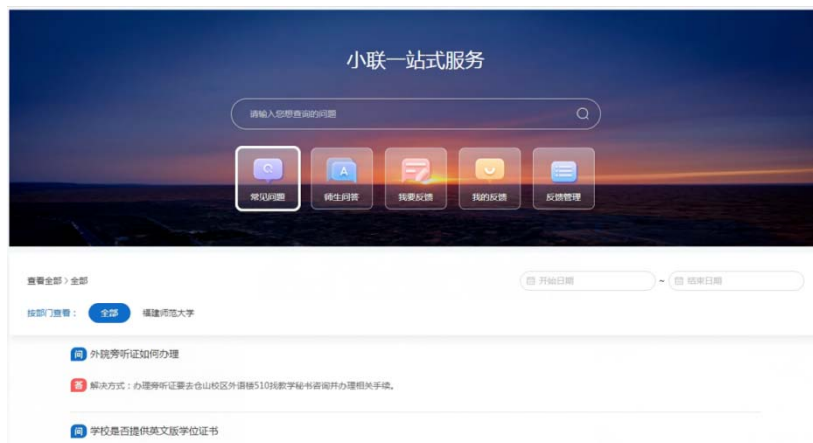 小联一站式服务
请输入您想查询的问题
常见问题 师生问答 我要反馈 我的反馈 反馈管理
查看全部 > 全部 开始日期 ~ 结束日期
按部门查看： 全部 福建师范大学
问 外院旁听证如何办理
答 解决方式：办理旁听证要去仓山校区外语楼510找教学秘书咨询并办理相关手续。
问 学校是否提供英文版学位证书